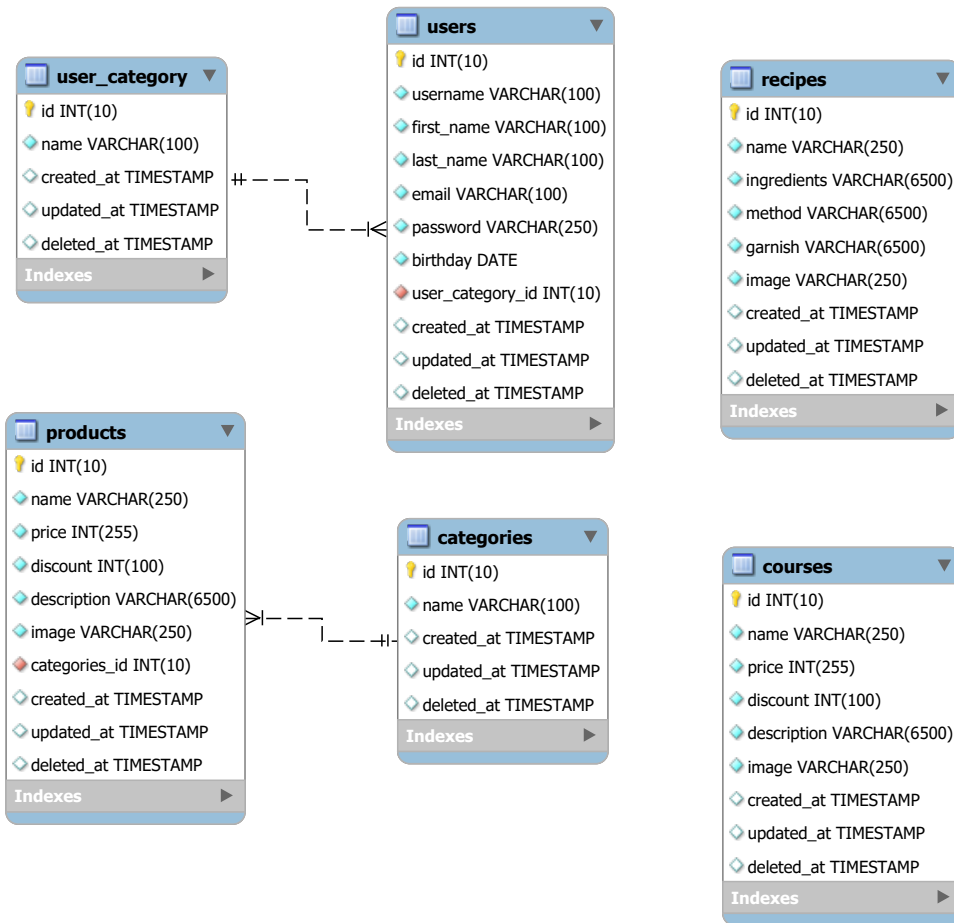 user_category
id INT(10)
name VARCHAR(100)
created_at TIMESTAMP
updated_at TIMESTAMP
deleted_at TIMESTAMP
Indexes
users
id INT(10)
username VARCHAR(100)
first_name VARCHAR(100)
last_name VARCHAR(100)
email VARCHAR(100)
password VARCHAR(250)
birthday DATE
user_category_id INT(10)
created_at TIMESTAMP
updated_at TIMESTAMP
deleted_at TIMESTAMP
Indexes
recipes
id INT(10)
name VARCHAR(250)
ingredients VARCHAR(6500)
method VARCHAR(6500)
garnish VARCHAR(6500)
image VARCHAR(250)
created_at TIMESTAMP
updated_at TIMESTAMP
deleted_at TIMESTAMP
Indexes
products
id INT(10)
name VARCHAR(250)
price INT(255)
discount INT(100)
description VARCHAR(6500)
image VARCHAR(250)
categories_id INT(10)
created_at TIMESTAMP
updated_at TIMESTAMP
deleted_at TIMESTAMP
Indexes
categories
id INT(10)
name VARCHAR(100)
created_at TIMESTAMP
updated_at TIMESTAMP
deleted_at TIMESTAMP
Indexes
courses
id INT(10)
name VARCHAR(250)
price INT(255)
discount INT(100)
description VARCHAR(6500)
image VARCHAR(250)
created_at TIMESTAMP
updated_at TIMESTAMP
deleted_at TIMESTAMP
Indexes